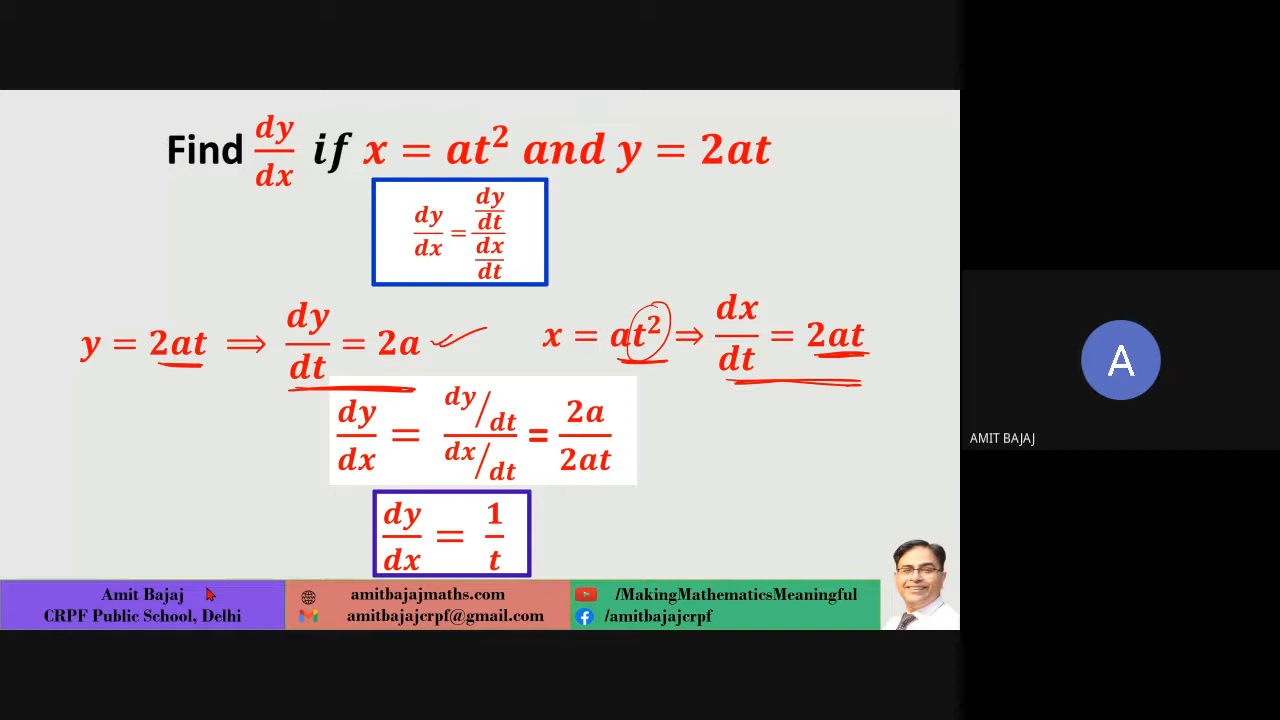 Find dy/dx if x = at² and y = 2at
dy/dx = (dy/dt)/(dx/dt)
y = 2at ⟹ dy/dt = 2a
x = at² ⇒ dx/dt = 2at
dy/dx = (dy/dt)/(dx/dt) = 2a/2at
dy/dx = 1/t
A
AMIT BAJAJ
Amit Bajaj
CRPF Public School, Delhi
amitbajajmaths.com
amitbajajcrpf@gmail.com
/MakingMathematicsMeaningful
/amitbajajcrpf